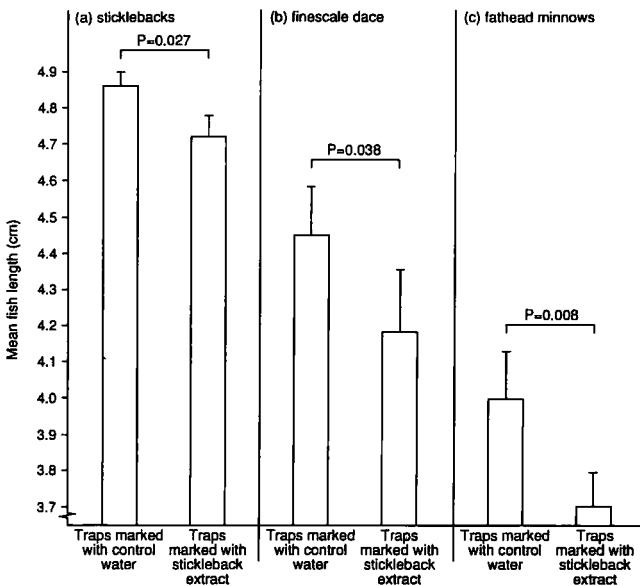 (a) sticklebacks
(b) finescale dace
(c) fathead minnows
P=0.027
P=0.038
P=0.008
Mean fish length (cm)
4.9
4.8
4.7
4.6
4.5
4.4
4.3
4.2
4.1
4.0
3.9
3.8
3.7
Traps marked
with control
water
Traps
marked with
stickleback
extract
Traps marked
with control
water
Traps
marked with
stickleback
extract
Traps marked
with control
water
Traps
marked with
stickleback
extract